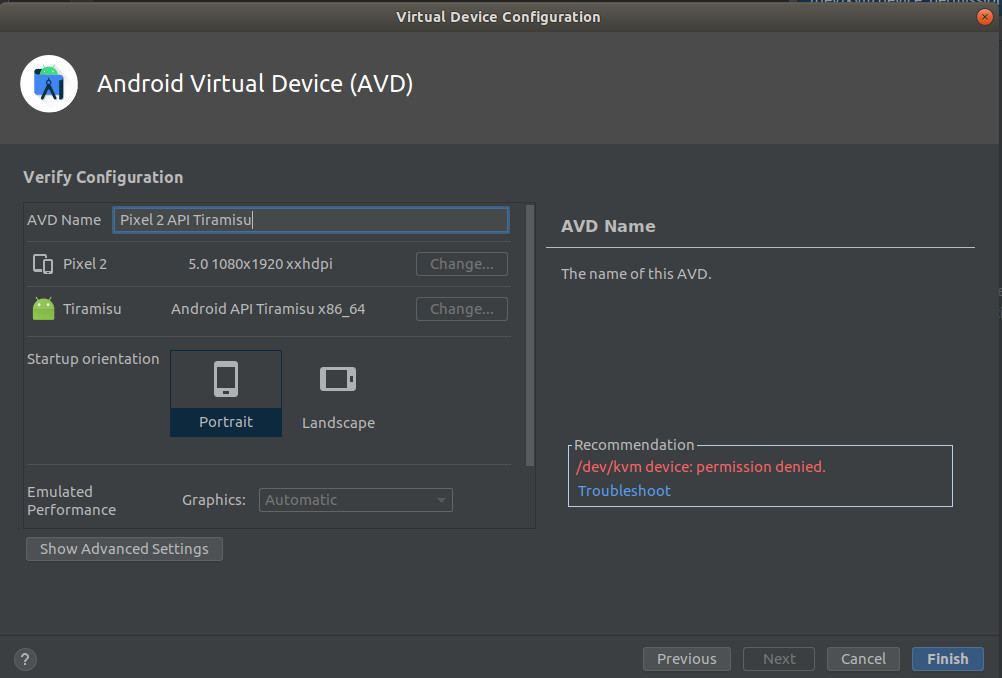 Virtual Device Configuration
Android Virtual Device (AVD)
Verify Configuration
AVD Name Pixel 2 API Tiramisu
Pixel 2 5.0 1080x1920 xxhdpi Change...
Tiramisu Android API Tiramisu x86_64 Change...
Startup orientation
Portrait
Landscape
Emulated
Performance
Graphics: Automatic
Show Advanced Settings
AVD Name
The name of this AVD.
Recommendation
/dev/kvm device: permission denied.
Troubleshoot
? Previous Next Cancel Finish